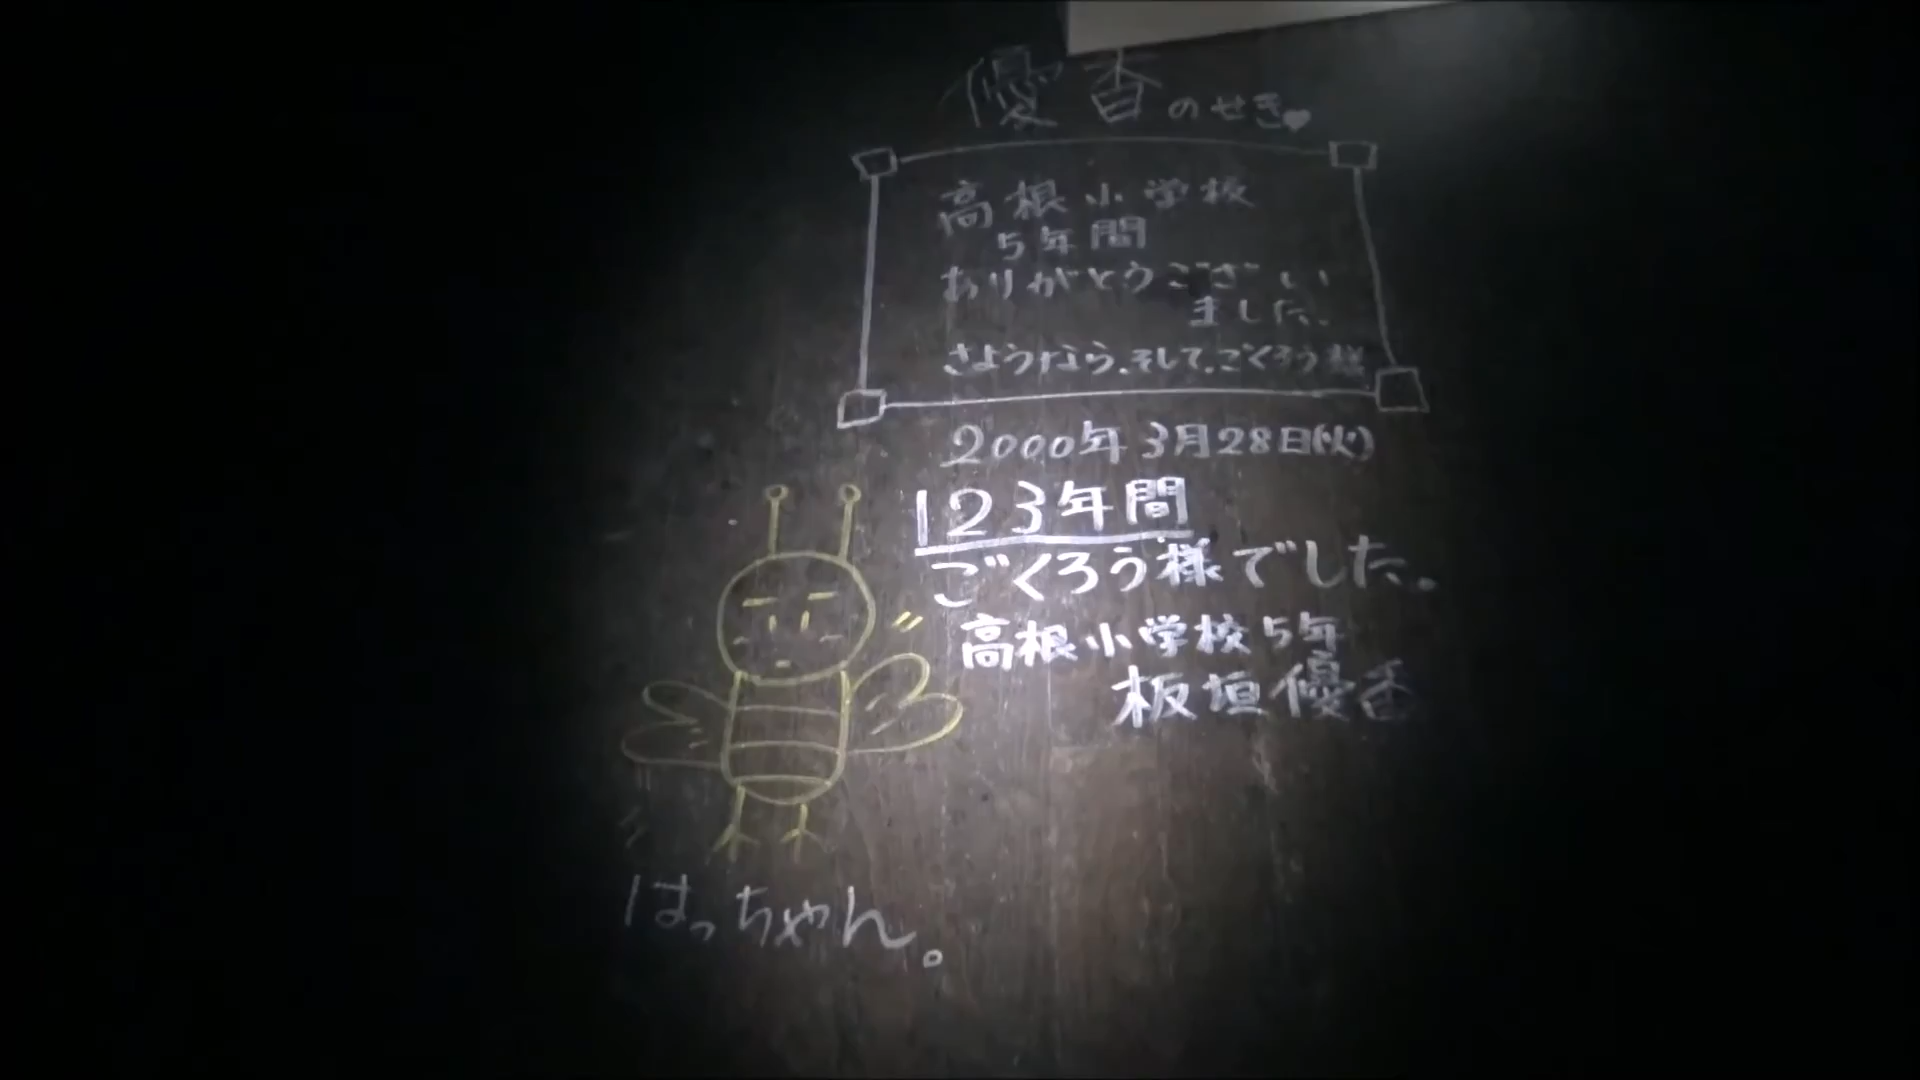 優香のせき♥
高根小学校
5年間
ありがとうござい
ました。
さようなら.そして.ごくろう様
2000年3月28日(火)
123年間
ごくろう様でした。
高根小学校5年
板垣優香
はっちゃん。